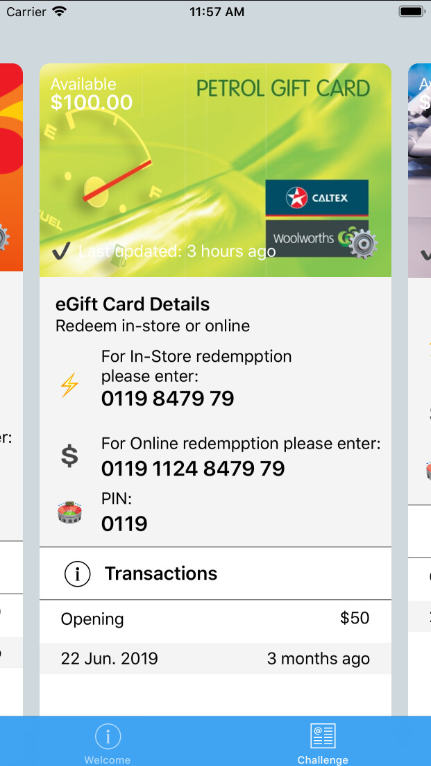 Carrier
11:57 AM
Available
$100.00
PETROL GIFT CARD
E
F
FUEL
CALTEX
Woolworths
Last updated: 3 hours ago
eGift Card Details
Redeem in-store or online
For In-Store redempption
please enter:
0119 8479 79
er:
For Online redempption please enter:
$
0119 1124 8479 79
PIN:
0119
i Transactions
Opening $50
22 Jun. 2019 3 months ago
Welcome
Challenge